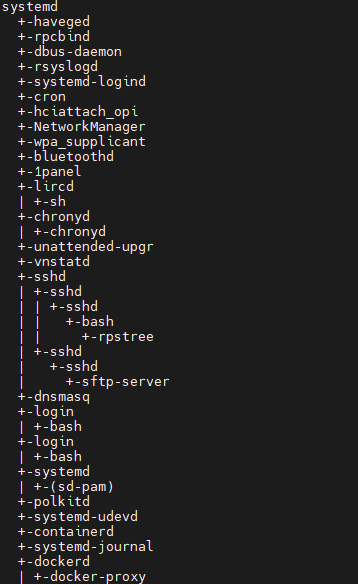 systemd
  +-haveged
  +-rpcbind
  +-dbus-daemon
  +-rsyslogd
  +-systemd-logind
  +-cron
  +-hciattach_opi
  +-NetworkManager
  +-wpa_supplicant
  +-bluetoothd
  +-1panel
  +-lircd
  | +-sh
  +-chronyd
  | +-chronyd
  +-unattended-upgr
  +-vnstatd
  +-sshd
  | +-sshd
  | | +-sshd
  | |   +-bash
  | |     +-rpstree
  | +-sshd
  |   +-sshd
  |     +-sftp-server
  +-dnsmasq
  +-login
  | +-bash
  +-login
  | +-bash
  +-systemd
  | +-(sd-pam)
  +-polkitd
  +-systemd-udevd
  +-containerd
  +-systemd-journal
  +-dockerd
  | +-docker-proxy